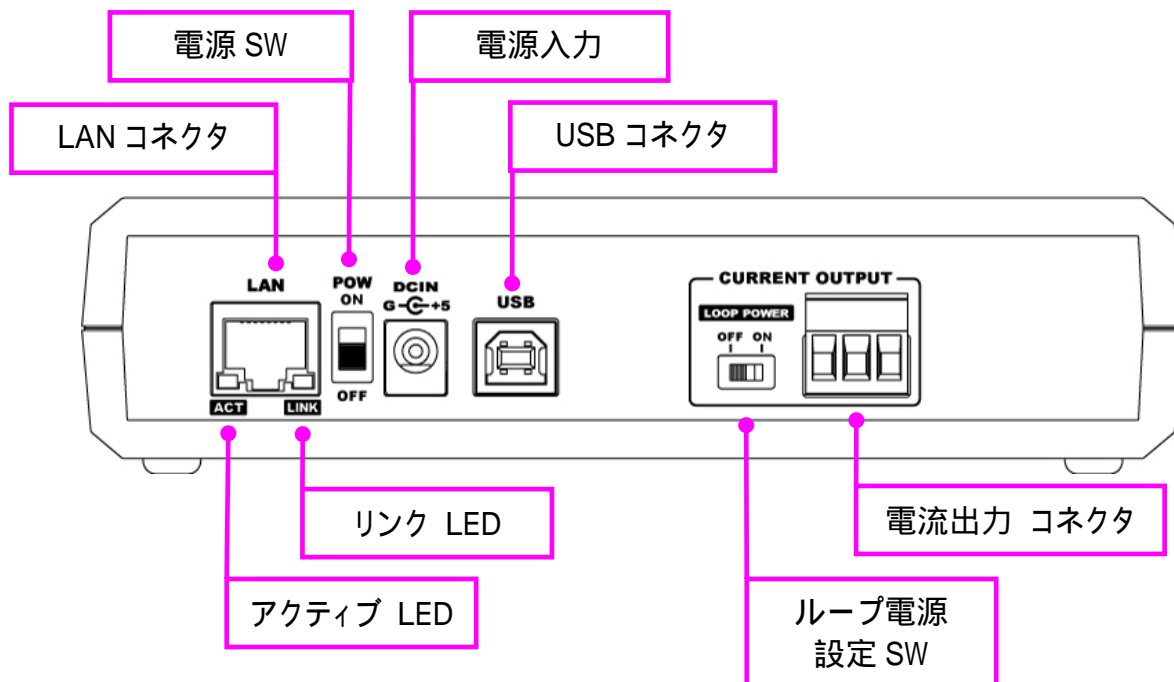 電源 SW
電源入力
LAN コネクタ
USB コネクタ
LAN
POW
ON
OFF
DCIN
G +5
USB
CURRENT OUTPUT
LOOP POWER
OFF ON
ACT
LINK
リンク LED
電流出力 コネクタ
アクティブ LED
ループ電源
設定 SW